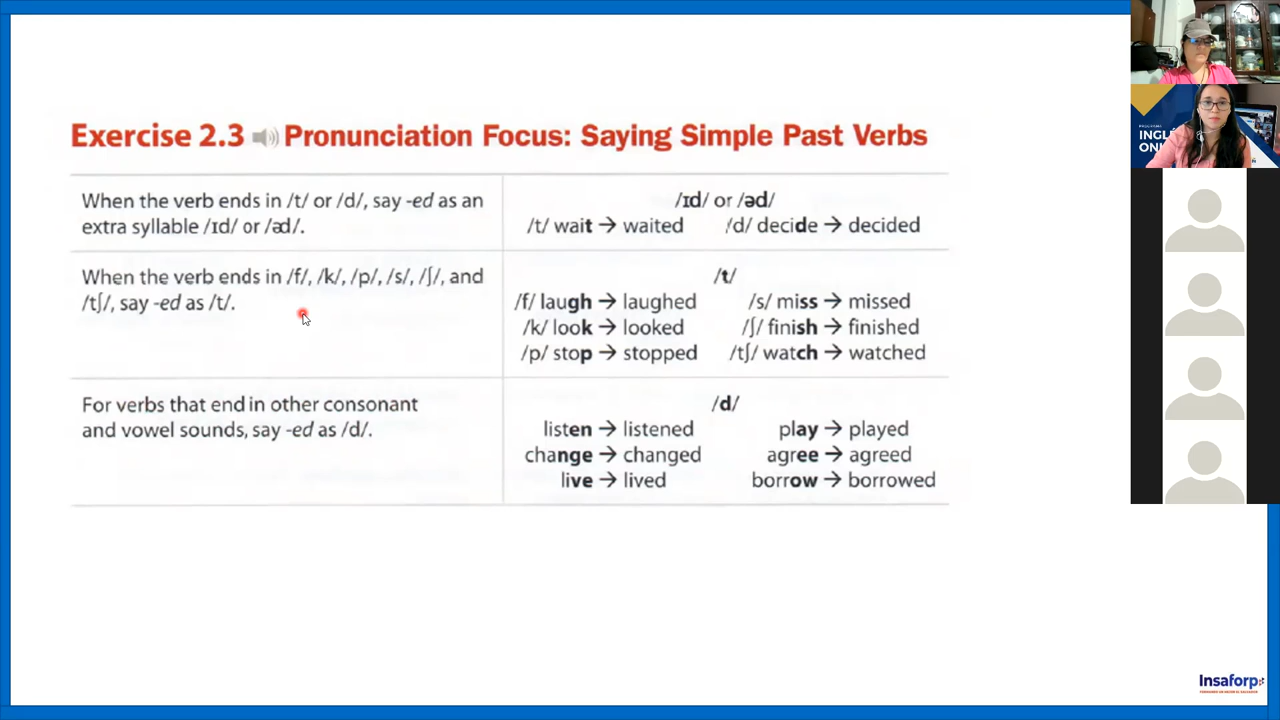 Exercise 2.3 Pronunciation Focus: Saying Simple Past Verbs
When the verb ends in /t/ or /d/, say -ed as an
extra syllable /ɪd/ or /əd/.
/ɪd/ or /əd/
/t/ wait → waited /d/ decide → decided
When the verb ends in /f/, /k/, /p/, /s/, /ʃ/, and
/tʃ/, say -ed as /t/.
/t/
/f/ laugh → laughed /s/ miss → missed
/k/ look → looked /ʃ/ finish → finished
/p/ stop → stopped /tʃ/ watch → watched
For verbs that end in other consonant
and vowel sounds, say -ed as /d/.
/d/
listen → listened play → played
change → changed agree → agreed
live → lived borrow → borrowed
Insaforp